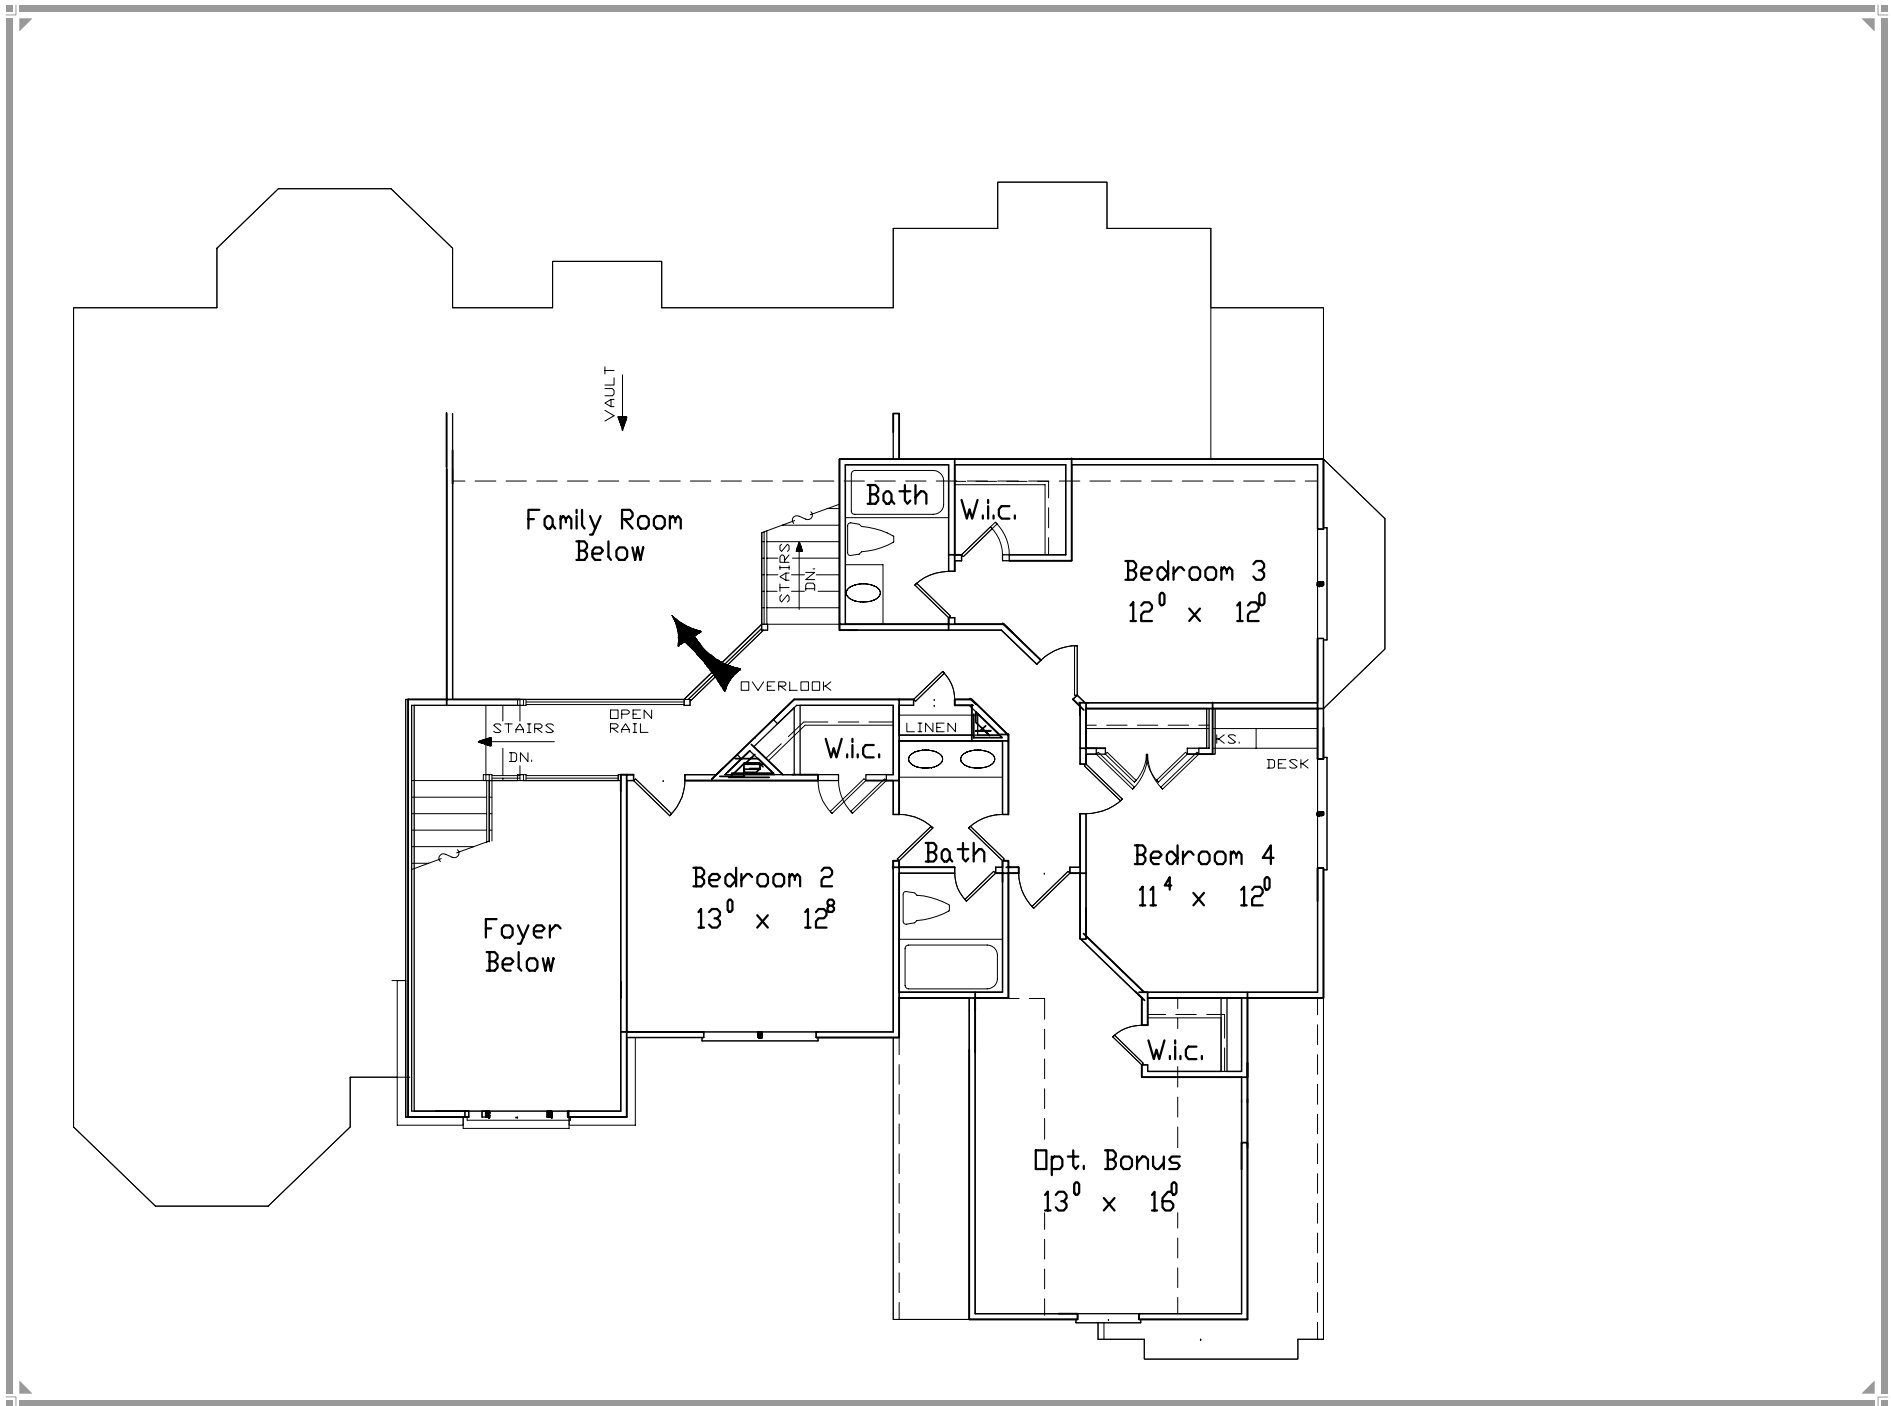 VAULT
Family Room
Below
STAIRS
DN.
Bath
W.i.c.
Bedroom 3
12⁰ x 12⁰
OVERLOOK
OPEN
RAIL
STAIRS
DN.
W.i.c.
LINEN
KS.
DESK
Bath
Bedroom 2
13⁰ x 12⁸
Bedroom 4
11⁴ x 12⁰
Foyer
Below
W.i.c.
Opt. Bonus
13⁰ x 16⁰